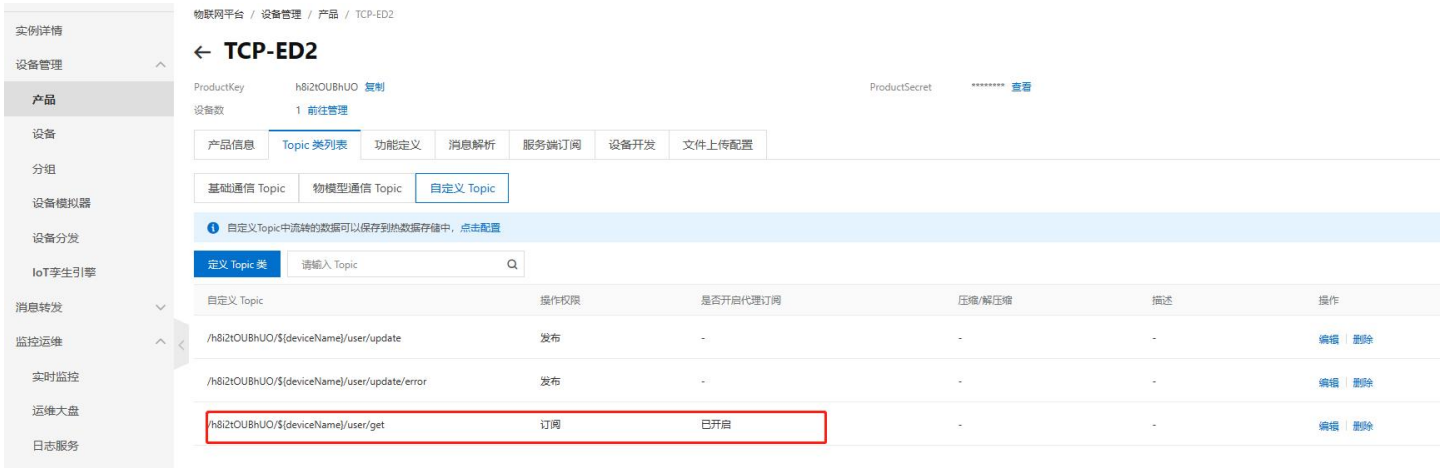 物联网平台 / 设备管理 / 产品 / TCP-ED2
实例详情
设备管理
产品
设备
分组
设备模拟器
设备分发
IoT孪生引擎
消息转发
监控运维
实时监控
运维大盘
日志服务
← TCP-ED2
ProductKey h8i2tOUBhUO 复制 ProductSecret ******** 查看
设备数 1 前往管理
产品信息 Topic 类列表 功能定义 消息解析 服务端订阅 设备开发 文件上传配置
基础通信 Topic 物模型通信 Topic 自定义 Topic
自定义Topic中流转的数据可以保存到热数据存储中，点击配置
定义 Topic 类 请输入 Topic
自定义 Topic 操作权限 是否开启代理订阅 压缩/解压缩 描述 操作
/h8i2tOUBhUO/${deviceName}/user/update 发布 - - - 编辑 删除
/h8i2tOUBhUO/${deviceName}/user/update/error 发布 - - - 编辑 删除
/h8i2tOUBhUO/${deviceName}/user/get 订阅 已开启 - - 编辑 删除